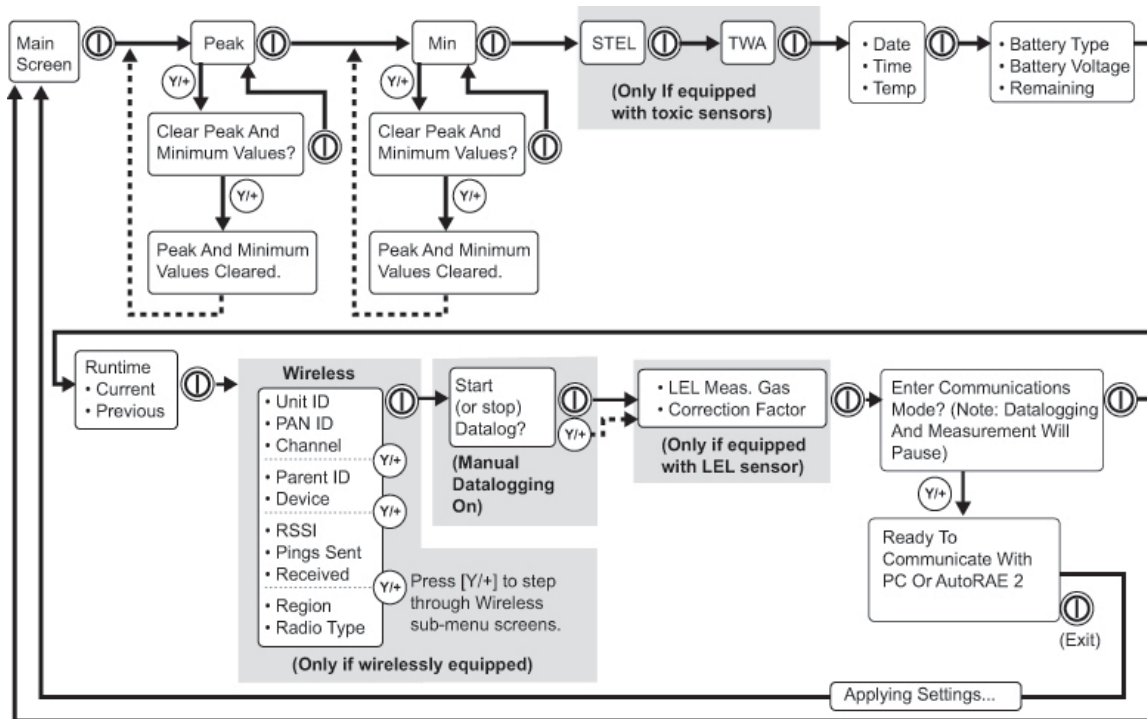 Main
Screen
Peak
Min
STEL
TWA
• Date
• Time
• Temp
• Battery Type
• Battery Voltage
• Remaining
(Only If equipped
with toxic sensors)
Y/+
Clear Peak And
Minimum Values?
Y/+
Peak And Minimum
Values Cleared.
Y/+
Clear Peak And
Minimum Values?
Y/+
Peak And Minimum
Values Cleared.
Runtime
• Current
• Previous
Wireless
• Unit ID
• PAN ID
• Channel
Y/+
• Parent ID
• Device
Y/+
• RSSI
• Pings Sent
• Received
Y/+
• Region
• Radio Type
Press [Y/+] to step
through Wireless
sub-menu screens.
(Only if wirelessly equipped)
Start
(or stop)
Datalog?
Y/+
(Manual
Datalogging
On)
• LEL Meas. Gas
• Correction Factor
(Only if equipped
with LEL sensor)
Enter Communications
Mode? (Note: Datalogging
And Measurement Will
Pause)
Y/+
Ready To
Communicate With
PC Or AutoRAE 2
(Exit)
Applying Settings...